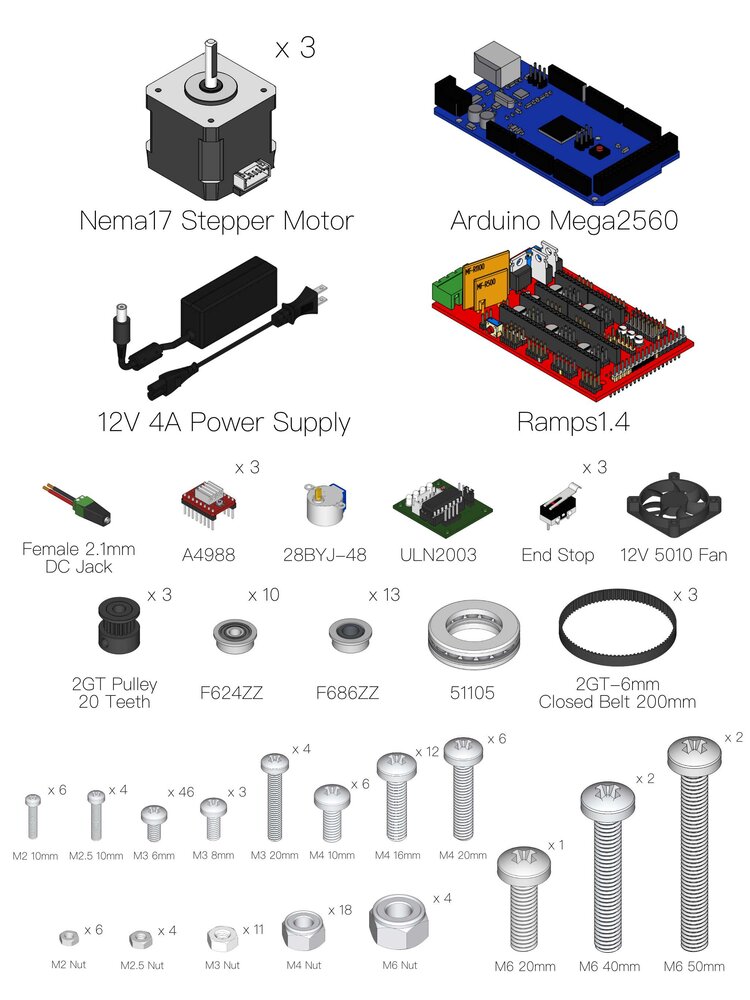 x 3
Nema17 Stepper Motor
Arduino Mega2560
MF-R1100
MF-R500
12V 4A Power Supply
Ramps1.4
Female 2.1mm
DC Jack
x 3
A4988
28BYJ-48
ULN2003
x 3
End Stop
12V 5010 Fan
x 3
2GT Pulley
20 Teeth
x 10
F624ZZ
x 13
F686ZZ
51105
x 3
2GT-6mm
Closed Belt 200mm
x 6
M2 10mm
x 4
M2.5 10mm
x 46
M3 6mm
x 3
M3 8mm
x 4
M3 20mm
x 6
M4 10mm
x 12
M4 16mm
x 6
M4 20mm
x 1
M6 20mm
x 2
M6 40mm
x 2
M6 50mm
x 6
M2 Nut
x 4
M2.5 Nut
x 11
M3 Nut
x 18
M4 Nut
x 4
M6 Nut